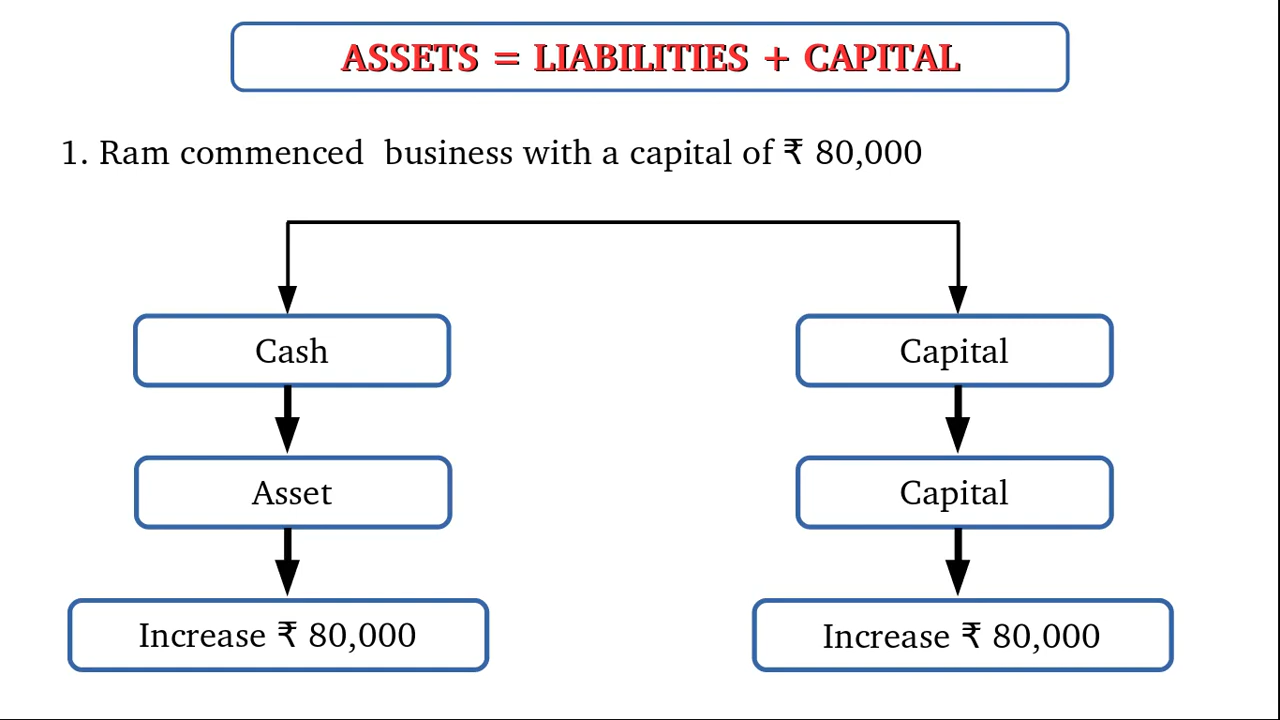 ASSETS = LIABILITIES + CAPITAL
1. Ram commenced business with a capital of ₹ 80,000
Cash
Capital
Asset
Capital
Increase ₹ 80,000
Increase ₹ 80,000